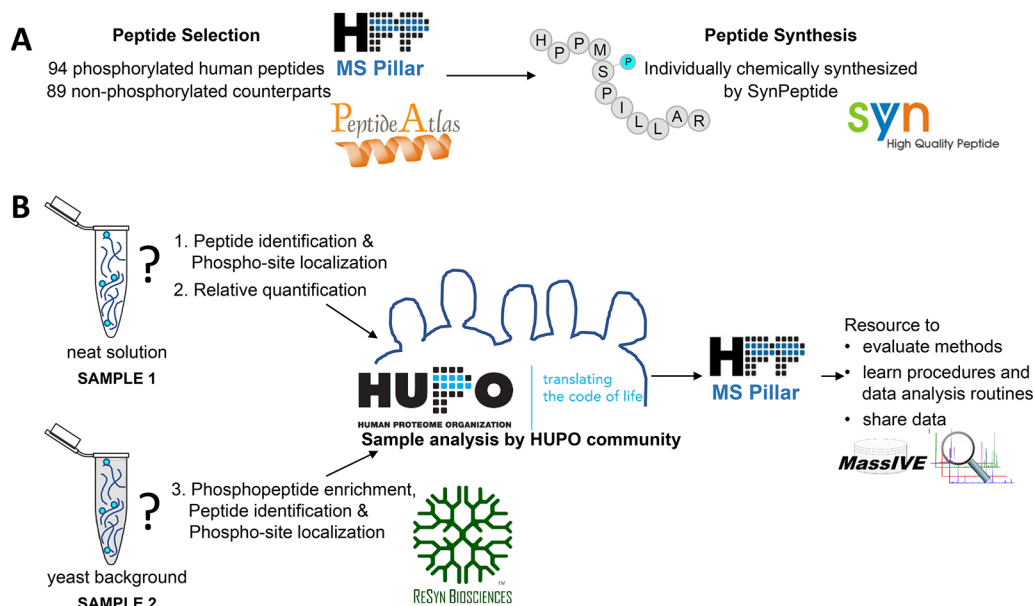 A
Peptide Selection
94 phosphorylated human peptides
89 non-phosphorylated counterparts
HPP
MS Pillar
PeptideAtlas
H P P M S P I L L A R
P
Peptide Synthesis
Individually chemically synthesized
by SynPeptide
syn
High Quality Peptide
B
?
1. Peptide identification &
Phospho-site localization
2. Relative quantification
neat solution
SAMPLE 1
HUPO
translating
the code of life
HUMAN PROTEOME ORGANIZATION
Sample analysis by HUPO community
HPP
MS Pillar
Resource to
• evaluate methods
• learn procedures and
data analysis routines
• share data
MassIVE
?
3. Phosphopeptide enrichment,
Peptide identification &
Phospho-site localization
yeast background
SAMPLE 2
RESYN BIOSCIENCES
TM